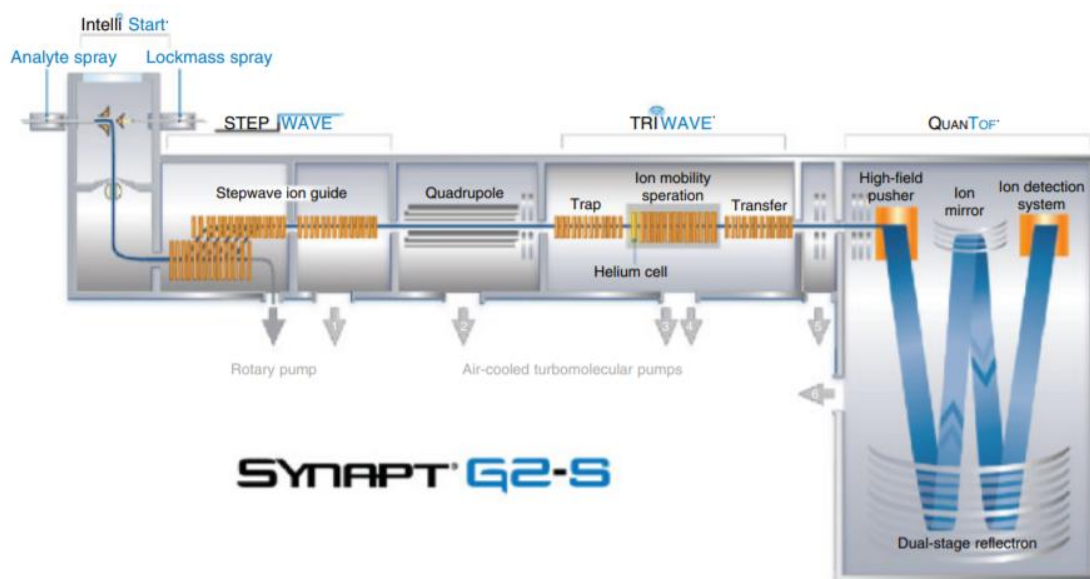 Intelli Start
Analyte spray
Lockmass spray
STEPWAVE
TRIWAVE
QUANTOF
Stepwave ion guide
Quadrupole
Trap
Ion mobility
speration
Transfer
Helium cell
High-field
pusher
Ion
mirror
Ion detection
system
1
2
3
4
5
6
Rotary pump
Air-cooled turbomolecular pumps
SYNAPT® G2-S
Dual-stage reflectron